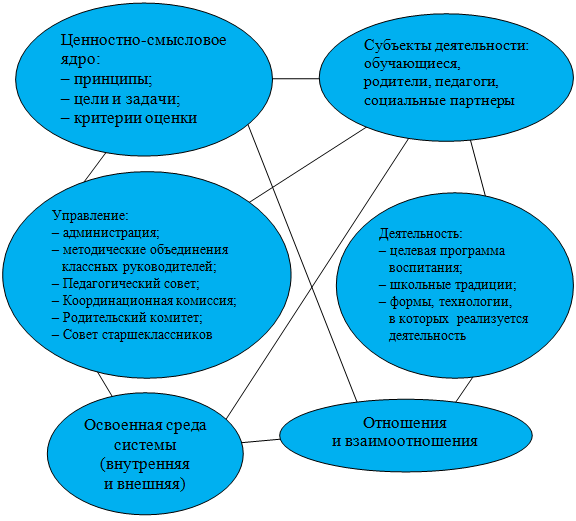 Ценностно-смысловое
ядро:
– принципы;
– цели и задачи;
– критерии оценки
Субъекты деятельности:
обучающиеся,
родители, педагоги,
социальные партнеры
Управление:
– администрация;
– методические объединения
классных руководителей;
– Педагогический совет;
– Координационная комиссия;
– Родительский комитет;
– Совет старшеклассников
Деятельность:
– целевая программа
воспитания;
– школьные традиции;
– формы, технологии,
в которых реализуется
деятельность
Освоенная среда
системы
(внутренняя
и внешняя)
Отношения
и взаимоотношения